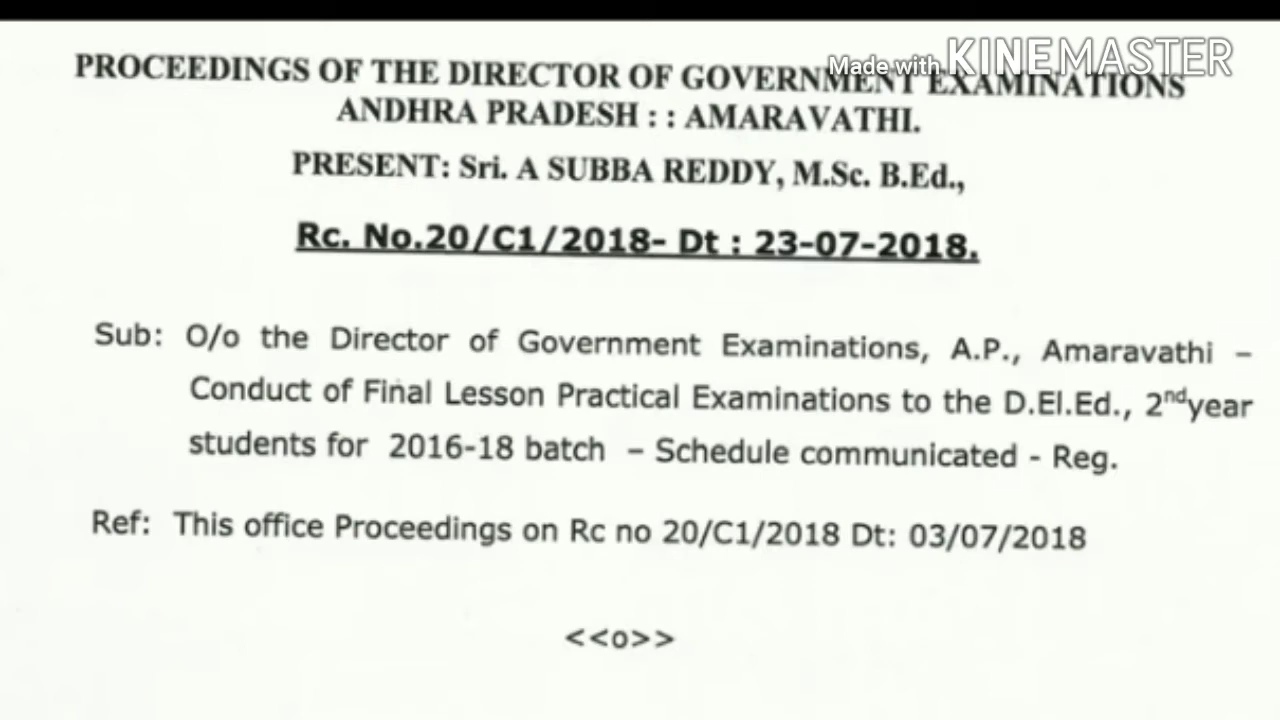 Made with KINEMASTER
PROCEEDINGS OF THE DIRECTOR OF GOVERNMENT EXAMINATIONS
ANDHRA PRADESH : : AMARAVATHI.
PRESENT: Sri. A SUBBA REDDY, M.Sc. B.Ed.,
Rc. No.20/C1/2018- Dt : 23-07-2018.
Sub: O/o the Director of Government Examinations, A.P., Amaravathi –
Conduct of Final Lesson Practical Examinations to the D.El.Ed., 2nd year
students for 2016-18 batch – Schedule communicated - Reg.
Ref: This office Proceedings on Rc no 20/C1/2018 Dt: 03/07/2018
<<o>>